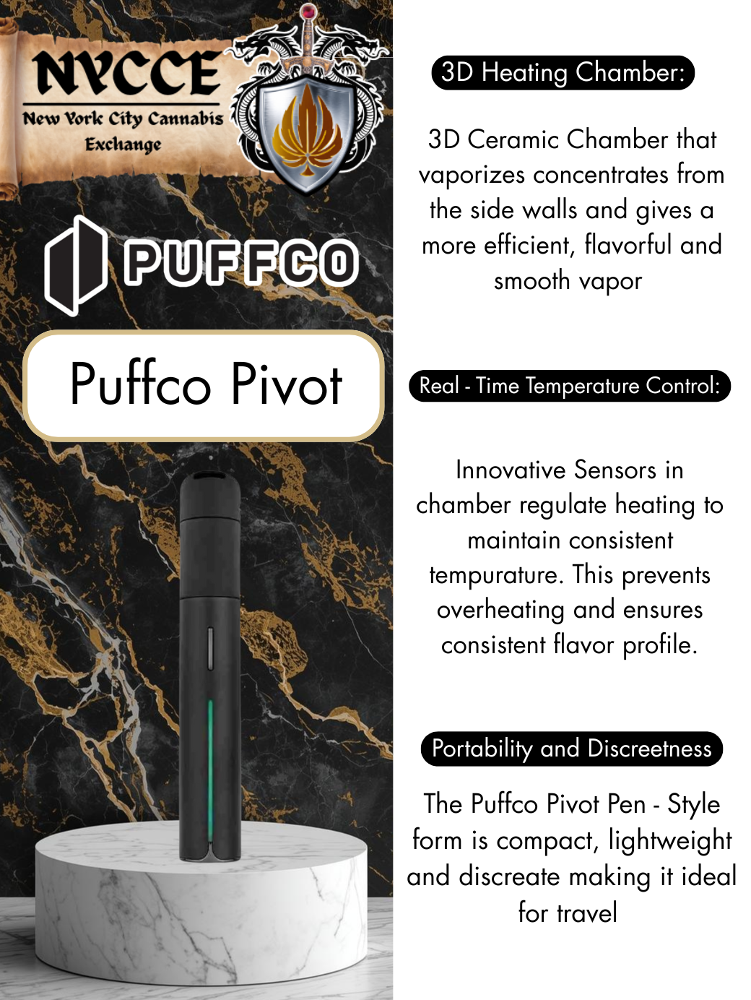 NYCCE
New York City Cannabis
Exchange
PUFFCO
Puffco Pivot
3D Heating Chamber:
3D Ceramic Chamber that
vaporizes concentrates from
the side walls and gives a
more efficient, flavorful and
smooth vapor
Real - Time Temperature Control:
Innovative Sensors in
chamber regulate heating to
maintain consistent
tempurature. This prevents
overheating and ensures
consistent flavor profile.
Portability and Discreetness
The Puffco Pivot Pen - Style
form is compact, lightweight
and discreate making it ideal
for travel